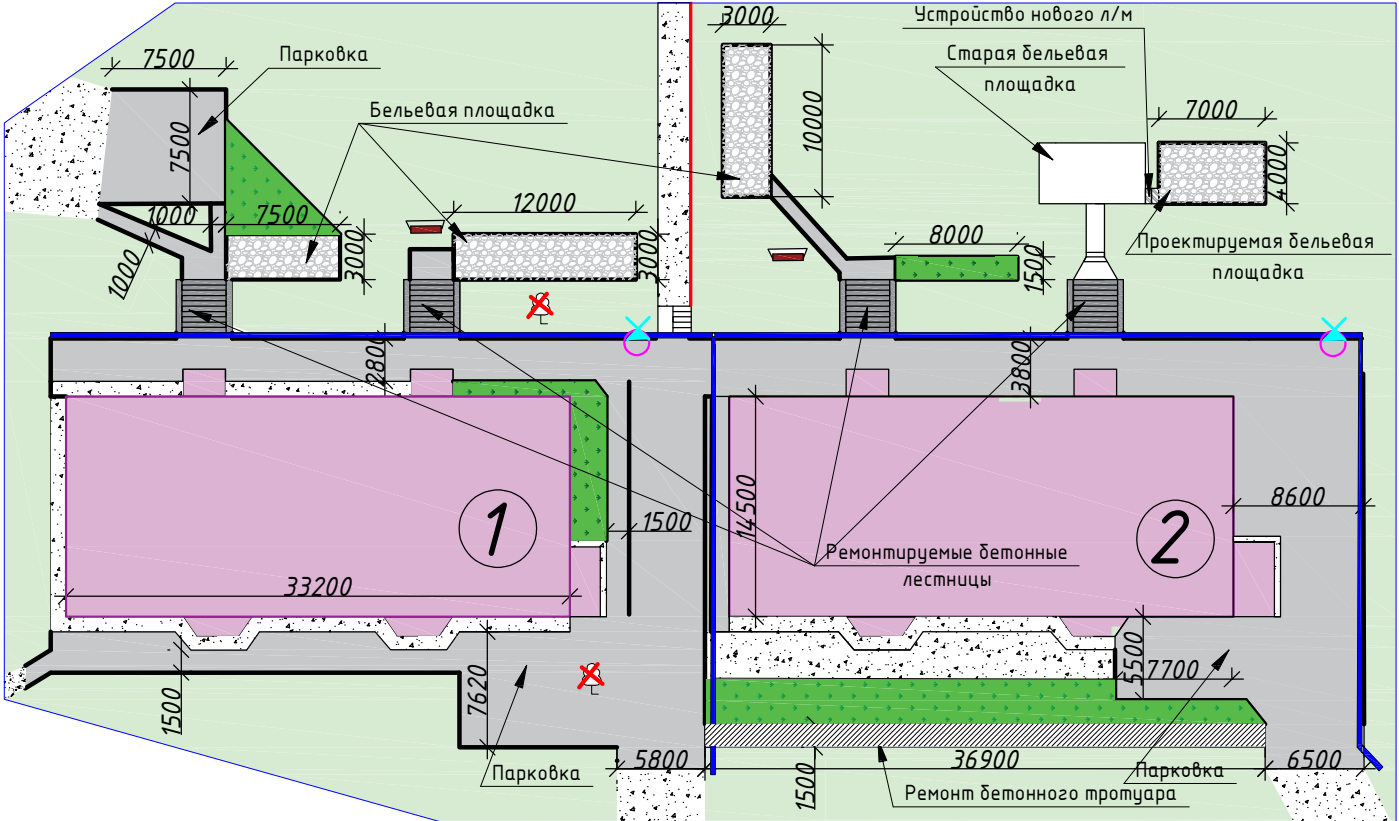 3000
Устройство нового л/м
7500
Парковка
Старая бельевая
площадка
Бельевая площадка
10000
7000
7500
4000
1000
7500
12000
1000
3000
3000
8000
1500
Проектируемая бельевая
площадка
2800
3800
1
1500
14500
2
8600
Ремонтируемые бетонные
лестницы
33200
1500
7620
5500
7700
Парковка
5800
1500
36900
Парковка
6500
Ремонт бетонного тротуара